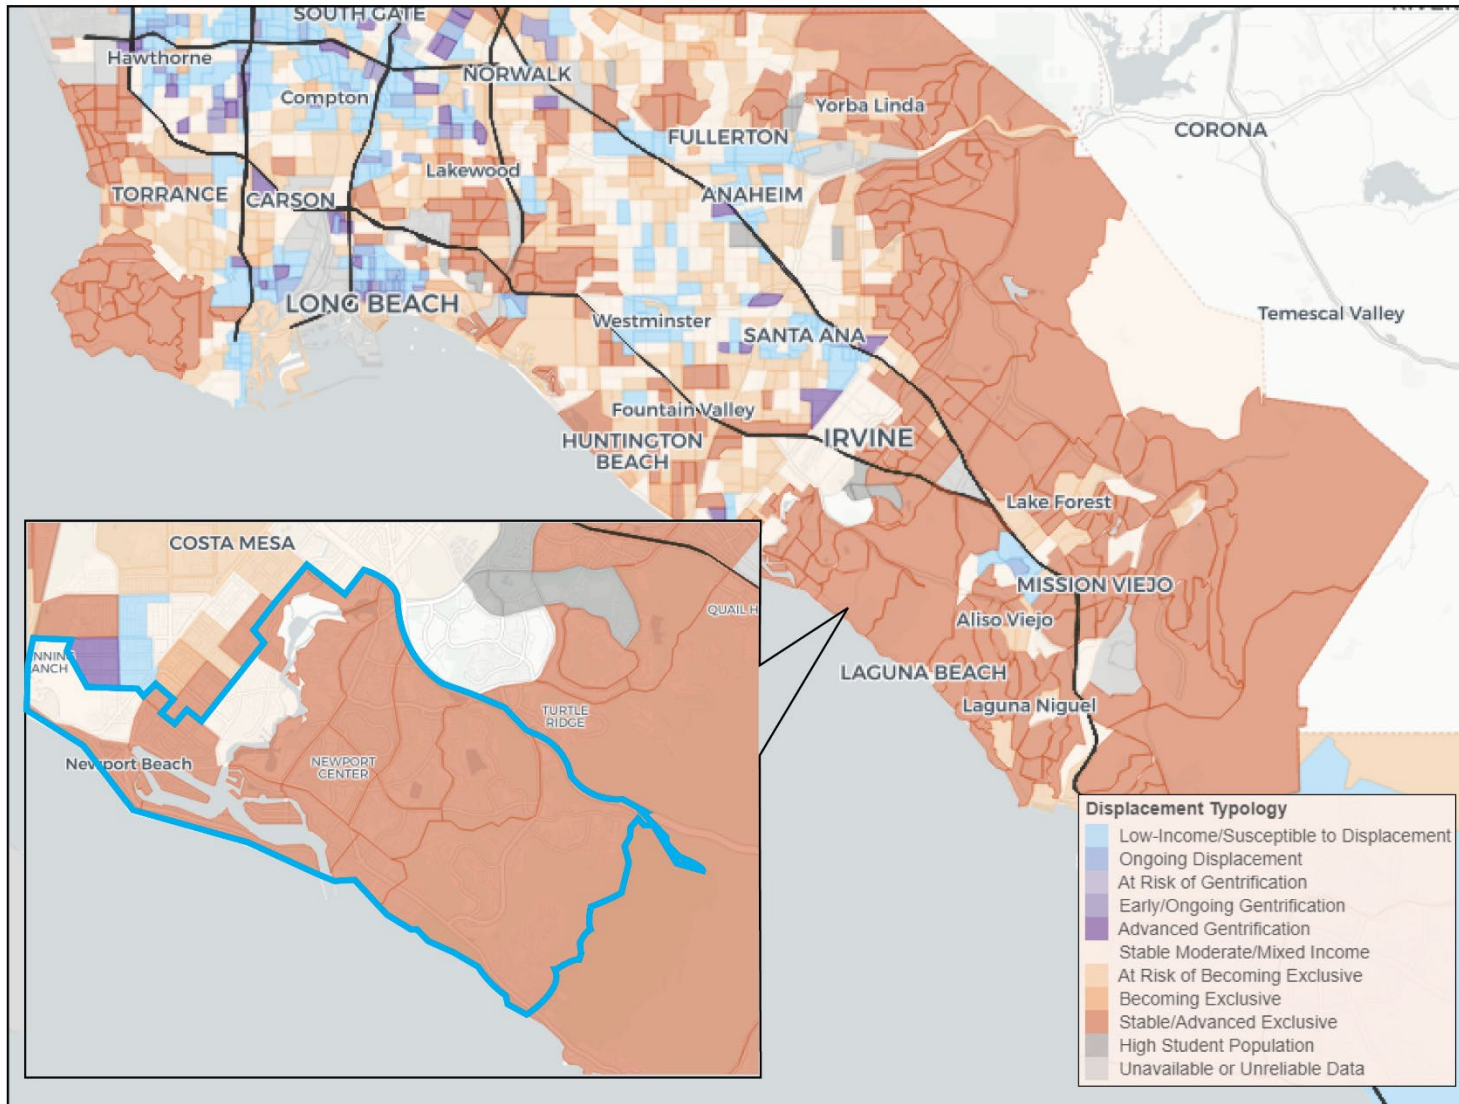 SOUTH GATE
Hawthorne
NORWALK
Compton
Yorba Linda
CORONA
FULLERTON
Lakewood
TORRANCE
CARSON
ANAHEIM
LONG BEACH
Westminster
SANTA ANA
Temescal Valley
Fountain Valley
IRVINE
HUNTINGTON
BEACH
Lake Forest
MISSION VIEJO
Aliso Viejo
LAGUNA BEACH
Laguna Niguel
COSTA MESA
QUAIL H
NNING
ANCH
TURTLE
RIDGE
Newport Beach
NEWPORT
CENTER
Displacement Typology
Low-Income/Susceptible to Displacement
Ongoing Displacement
At Risk of Gentrification
Early/Ongoing Gentrification
Advanced Gentrification
Stable Moderate/Mixed Income
At Risk of Becoming Exclusive
Becoming Exclusive
Stable/Advanced Exclusive
High Student Population
Unavailable or Unreliable Data